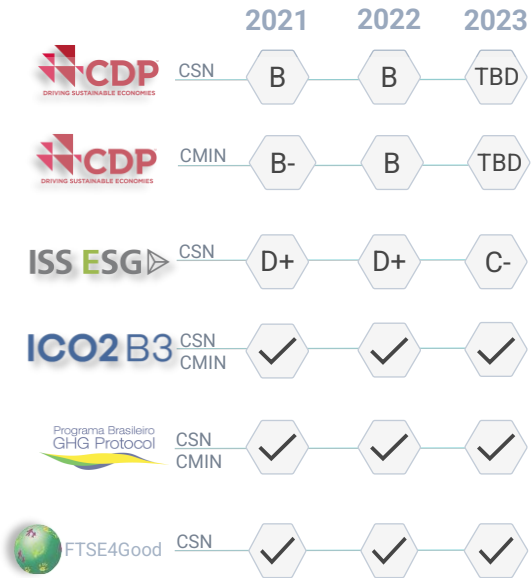 2021 2022 2023
CDP CSN B B TBD
DRIVING SUSTAINABLE ECONOMIES
CDP CMIN B- B TBD
DRIVING SUSTAINABLE ECONOMIES
ISS ESG CSN D+ D+ C-
ICO2 B3 CSN
CMIN
Programa Brasileiro
GHG Protocol CSN
CMIN
FTSE4Good CSN